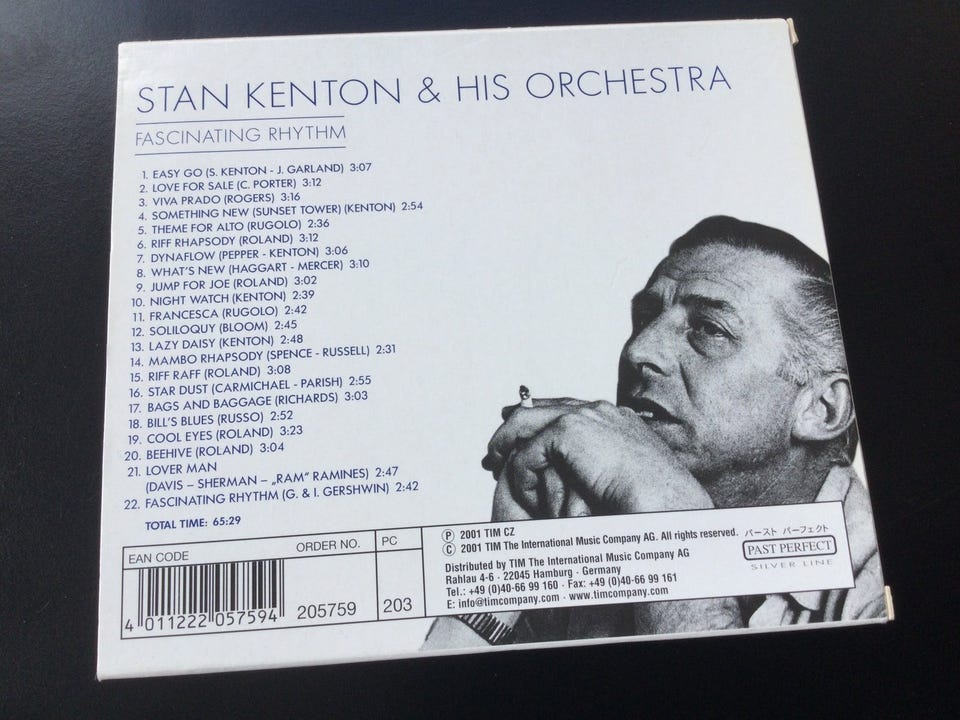 STAN KENTON & HIS ORCHESTRA
FASCINATING RHYTHM
1. EASY GO (S. KENTON - J. GARLAND) 3:07
2. LOVE FOR SALE (C. PORTER) 3:12
3. VIVA PRADO (ROGERS) 3:16
4. SOMETHING NEW (SUNSET TOWER) (KENTON) 2:54
5. THEME FOR ALTO (RUGOLO) 2:36
6. RIFF RHAPSODY (ROLAND) 3:12
7. DYNAFLOW (PEPPER - KENTON) 3:06
8. WHAT'S NEW (HAGGART - MERCER) 3:10
9. JUMP FOR JOE (ROLAND) 3:02
10. NIGHT WATCH (KENTON) 2:39
11. FRANCESCA (RUGOLO) 2:42
12. SOLILOQUY (BLOOM) 2:45
13. LAZY DAISY (KENTON) 2:48
14. MAMBO RHAPSODY (SPENCE - RUSSELL) 2:31
15. RIFF RAFF (ROLAND) 3:08
16. STAR DUST (CARMICHAEL - PARISH) 2:55
17. BAGS AND BAGGAGE (RICHARDS) 3:03
18. BILL'S BLUES (RUSSO) 2:52
19. COOL EYES (ROLAND) 3:23
20. BEEHIVE (ROLAND) 3:04
21. LOVER MAN
(DAVIS – SHERMAN – „RAM" RAMINES) 2:47
22. FASCINATING RHYTHM (G. & I. GERSHWIN) 2:42
TOTAL TIME: 65:29
EAN CODE
4 011222 057594
ORDER NO.
205759
PC
203
Ⓟ 2001 TIM CZ
© 2001 TIM The International Music Company AG. All rights reserved.
Distributed by TIM The International Music Company AG
Rahlau 4-6 · 22045 Hamburg · Germany
Tel.: +49 (0)40-66 99 160 · Fax: +49 (0)40-66 99 161
E: info@timcompany.com · www.timcompany.com
パースト パーフェクト
PAST PERFECT
SILVER LINE